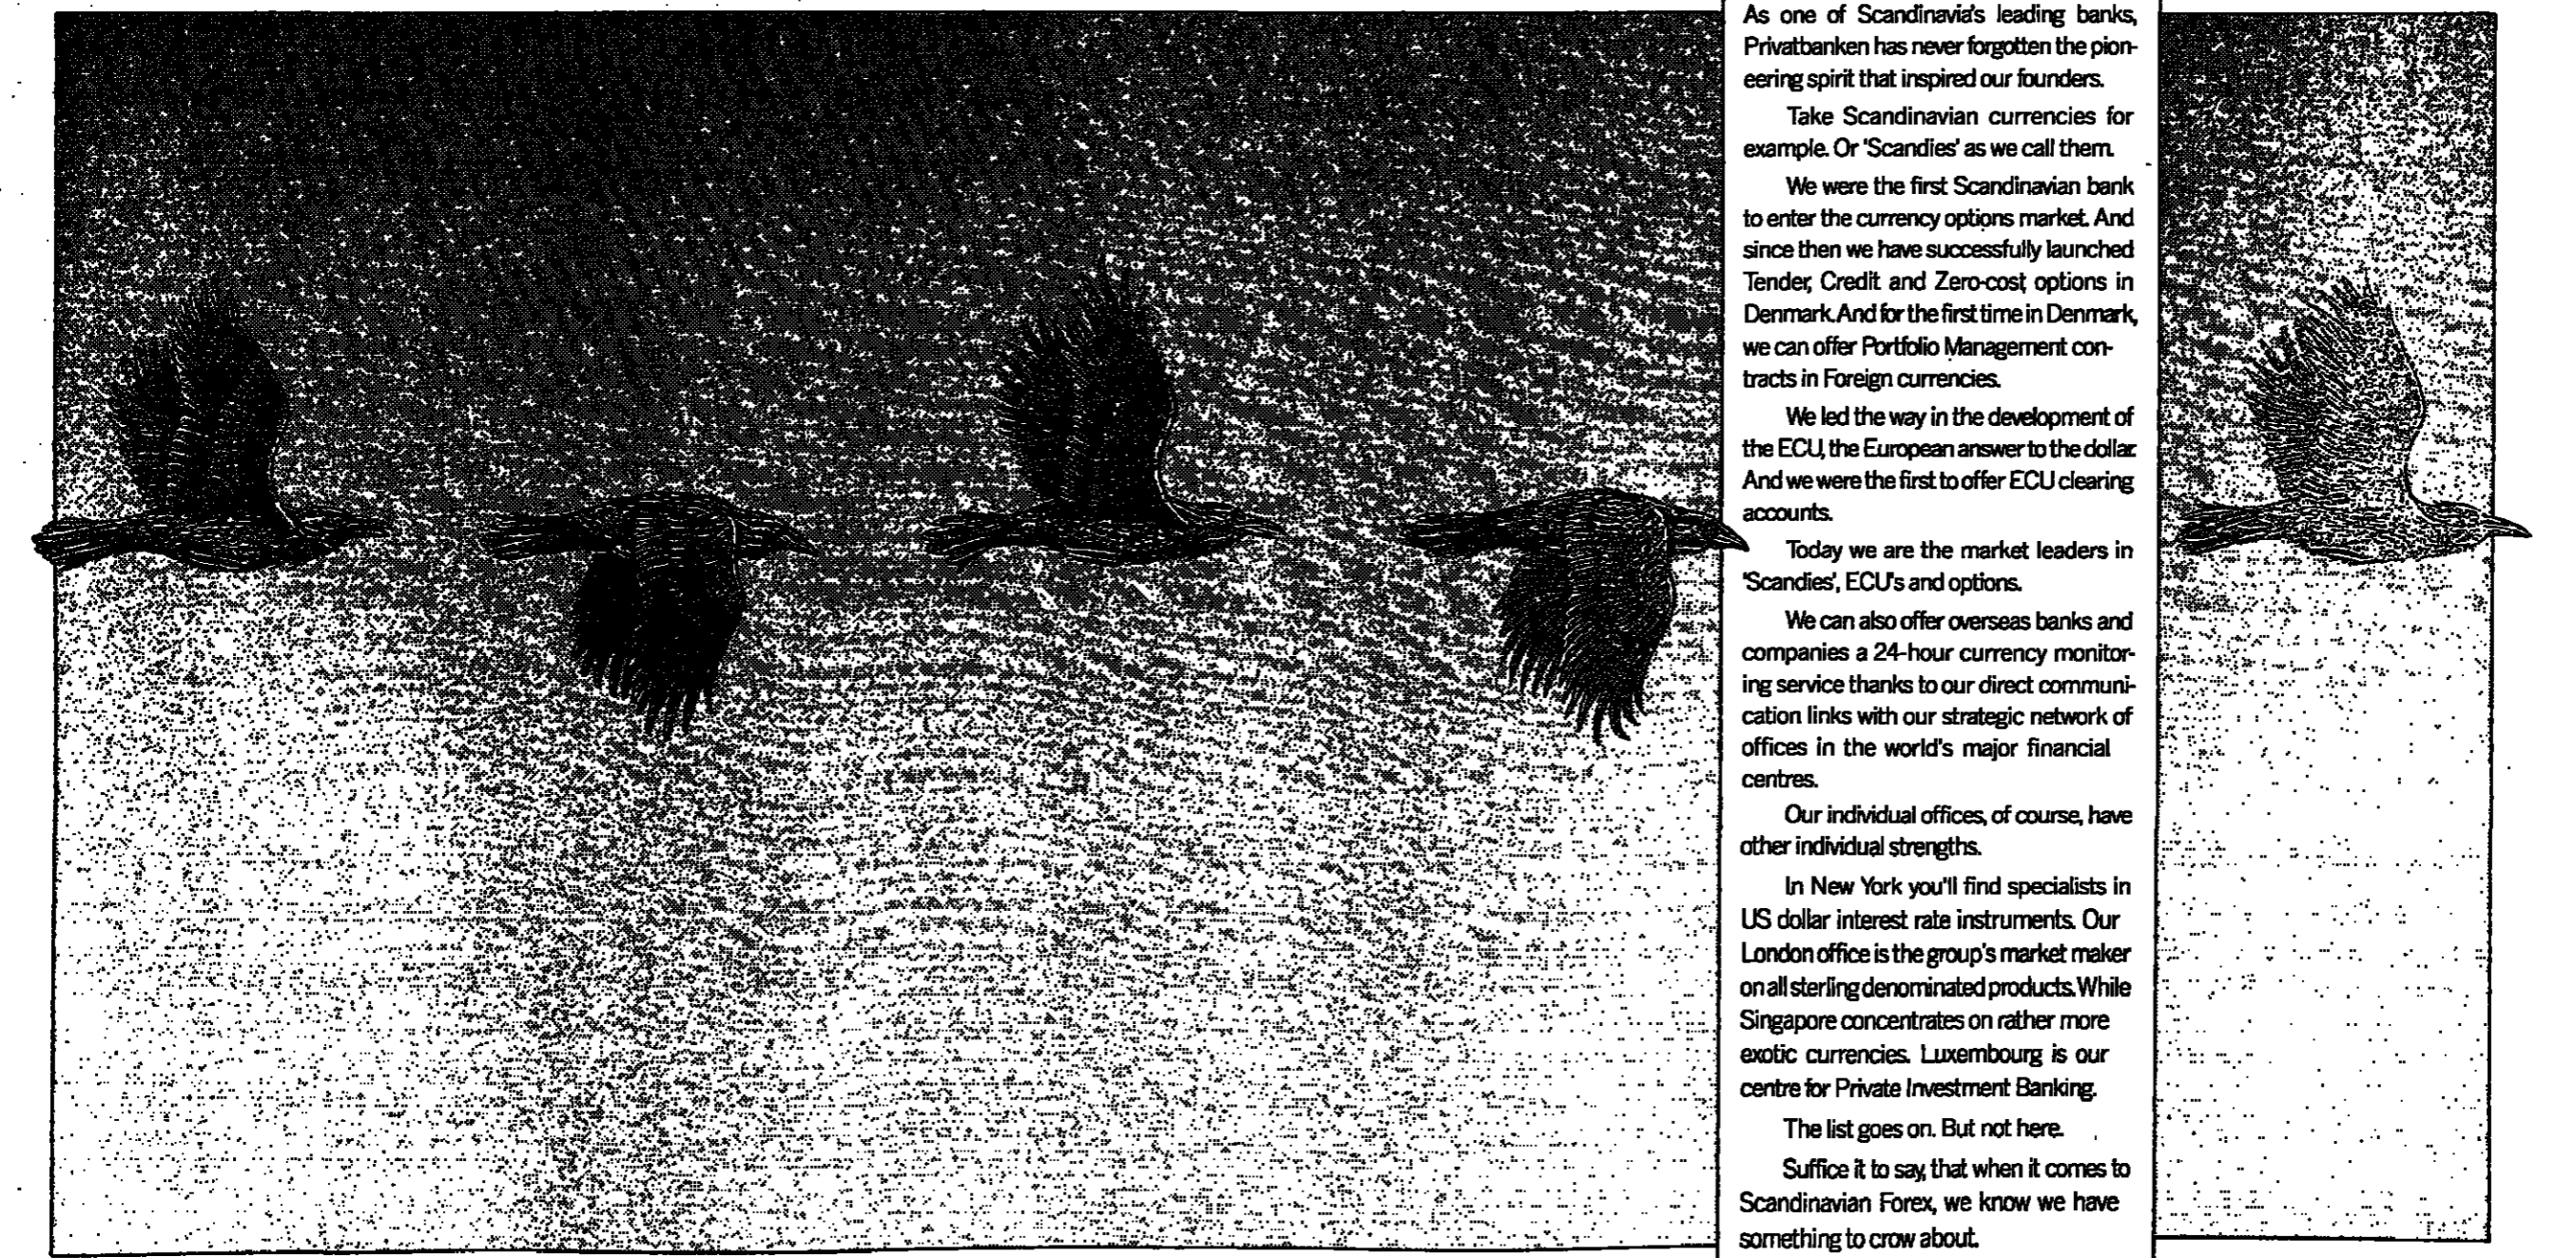 As one of Scandinavia's leading banks,
Privatbanken has never forgotten the pion-
eering spirit that inspired our founders.
Take Scandinavian currencies for
example. Or 'Scandies' as we call them.
We were the first Scandinavian bank
to enter the currency options market. And
since then we have successfully launched
Tender, Credit and Zero-cost options in
Denmark. And for the first time in Denmark,
we can offer Portfolio Management con-
tracts in Foreign currencies.
We led the way in the development of
the ECU, the European answer to the dollar.
And we were the first to offer ECU clearing
accounts.
Today we are the market leaders in
'Scandies', ECU's and options.
We can also offer overseas banks and
companies a 24-hour currency monitor-
ing service thanks to our direct communi-
cation links with our strategic network of
offices in the world's major financial
centres.
Our individual offices, of course, have
other individual strengths.
In New York you'll find specialists in
US dollar interest rate instruments. Our
London office is the group's market maker
on all sterling denominated products. While
Singapore concentrates on rather more
exotic currencies. Luxembourg is our
centre for Private Investment Banking.
The list goes on. But not here.
Suffice it to say, that when it comes to
Scandinavian Forex, we know we have
something to crow about.